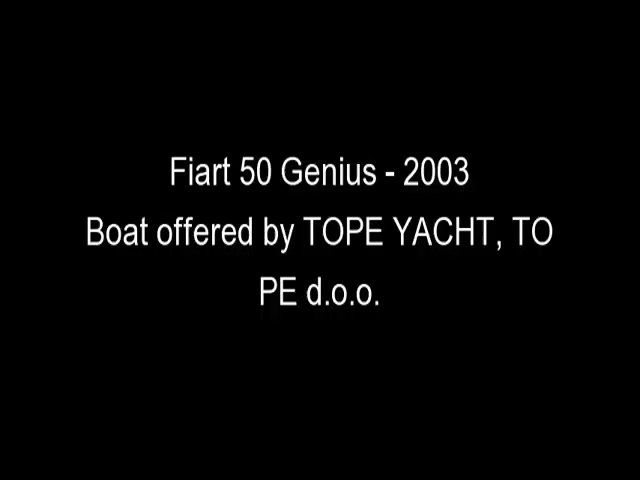 Fiart 50 Genius - 2003
Boat offered by TOPE YACHT, TO
PE d.o.o.